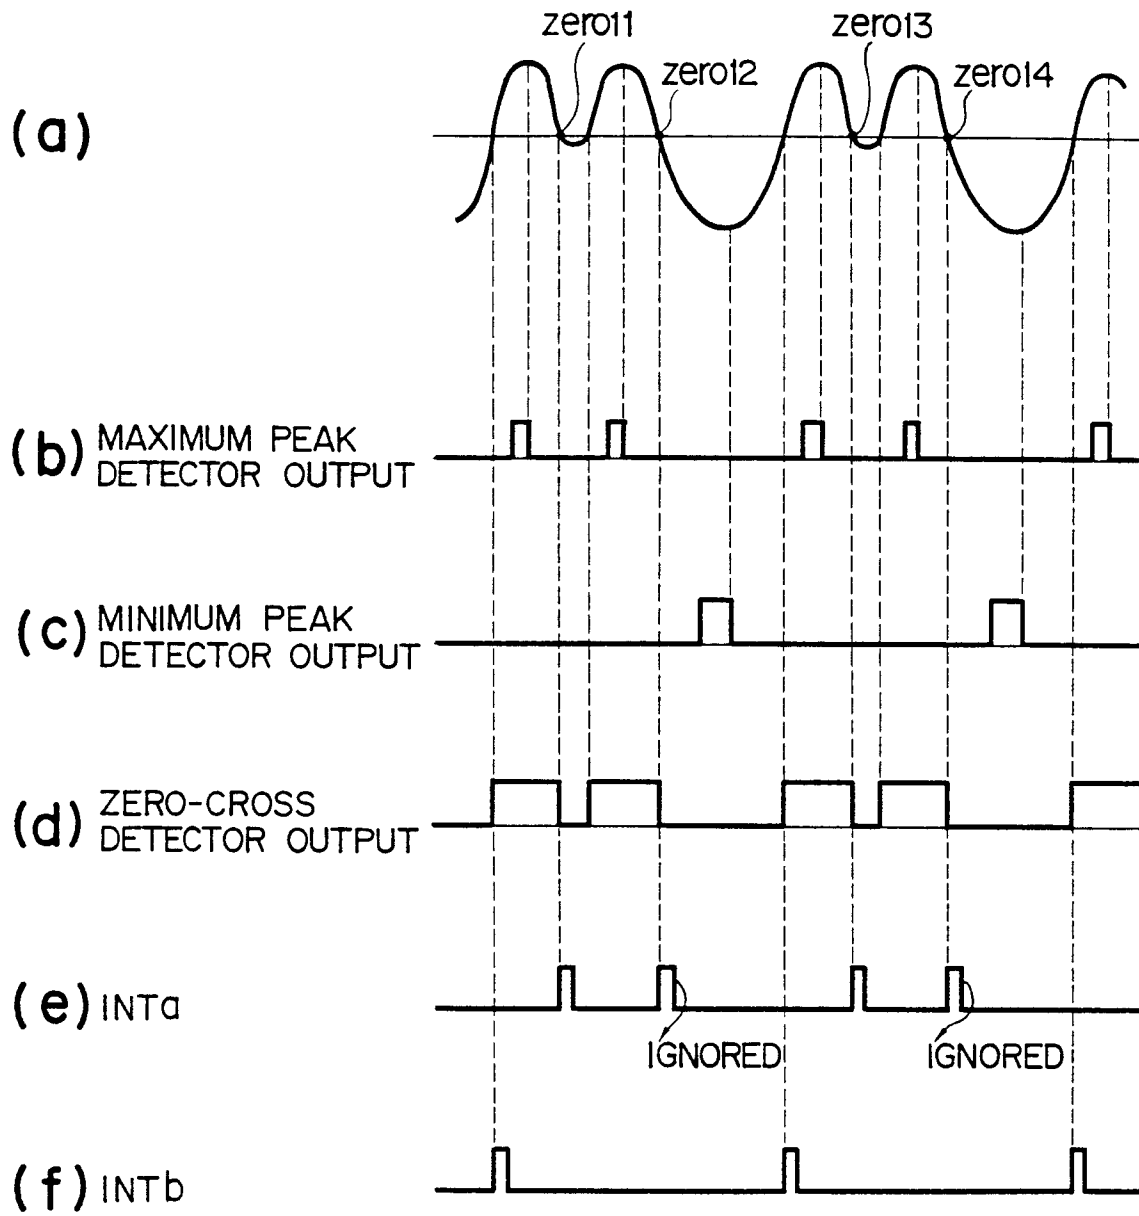 zero11
zero13
zero12
zero14
(a)
(b) MAXIMUM PEAK
DETECTOR OUTPUT
(c) MINIMUM PEAK
DETECTOR OUTPUT
(d) ZERO-CROSS
DETECTOR OUTPUT
(e) INTa
IGNORED
IGNORED
(f) INTb